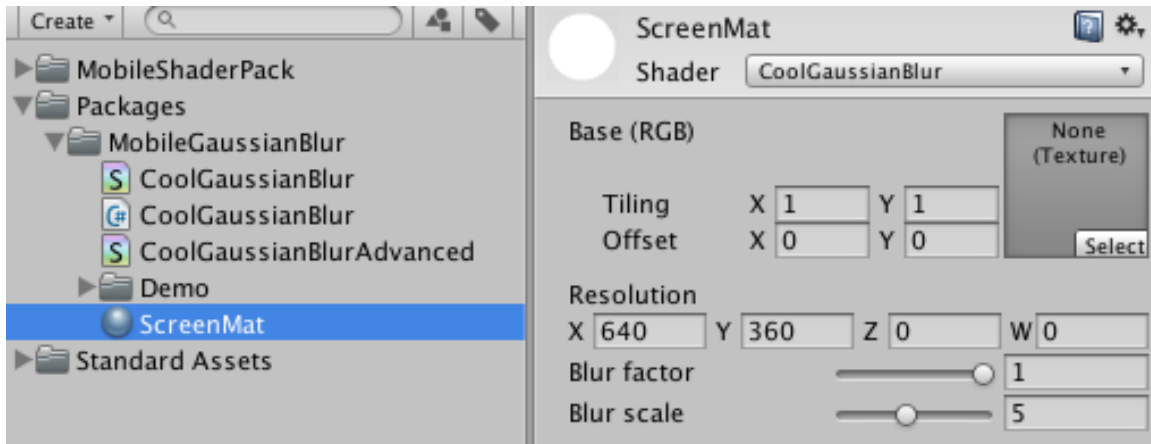 Create
MobileShaderPack
Packages
MobileGaussianBlur
CoolGaussianBlur
CoolGaussianBlur
CoolGaussianBlurAdvanced
Demo
ScreenMat
Standard Assets
ScreenMat
Shader CoolGaussianBlur
Base (RGB)
None
(Texture)
Tiling X 1 Y 1
Offset X 0 Y 0
Select
Resolution
X 640 Y 360 Z 0 W 0
Blur factor 1
Blur scale 5